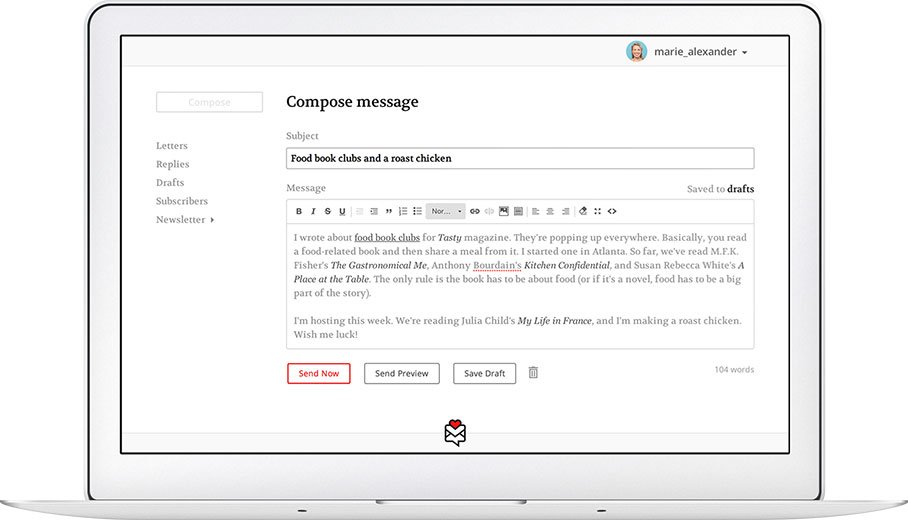 marie_alexander
Compose
Compose message
Letters
Replies
Drafts
Subscribers
Newsletter
Subject
Food book clubs and a roast chicken
Message
Saved to drafts
B I S U Nor...
I wrote about food book clubs for Tasty magazine. They're popping up everywhere. Basically, you read
a food-related book and then share a meal from it. I started one in Atlanta. So far, we've read M.F.K.
Fisher's The Gastronomical Me, Anthony Bourdain's Kitchen Confidential, and Susan Rebecca White's A
Place at the Table. The only rule is the book has to be about food (or if it's a novel, food has to be a big
part of the story).
I'm hosting this week. We're reading Julia Child's My Life in France, and I'm making a roast chicken.
Wish me luck!
Send Now
Send Preview
Save Draft
104 words